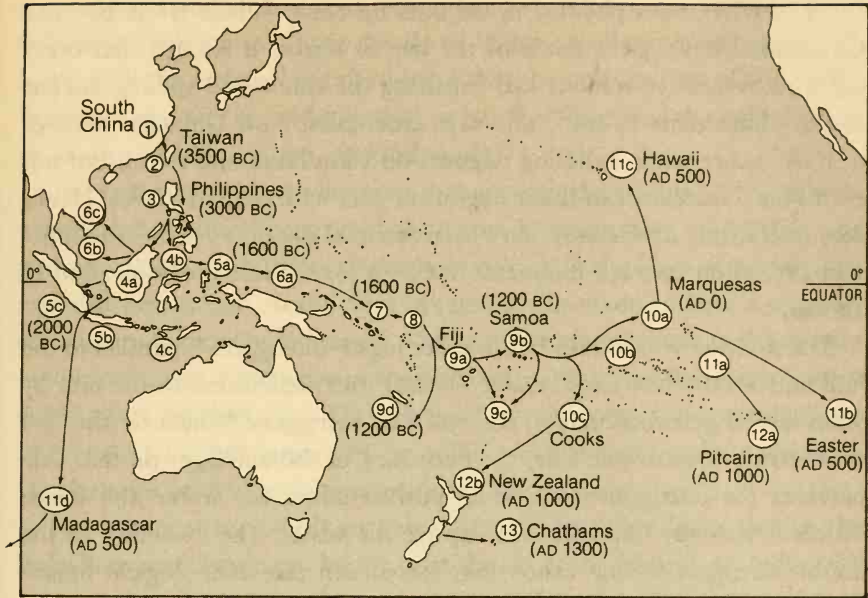 South
China
1
Taiwan
(3500 BC)
2
3
Philippines
(3000 BC)
6c
6b
4a
4b
5a
(1600 BC)
6a
(1600 BC)
7
8
0°
5c
(2000
BC)
5b
4c
Fiji
9a
(1200 BC)
Samoa
9b
9c
9d
(1200 BC)
10b
10c
Cooks
11c
Hawaii
(AD 500)
Marquesas
(AD 0)
10a
0°
EQUATOR
11a
11b
Easter
(AD 500)
12a
Pitcairn
(AD 1000)
12b
New Zealand
(AD 1000)
13
Chathams
(AD 1300)
11d
Madagascar
(AD 500)